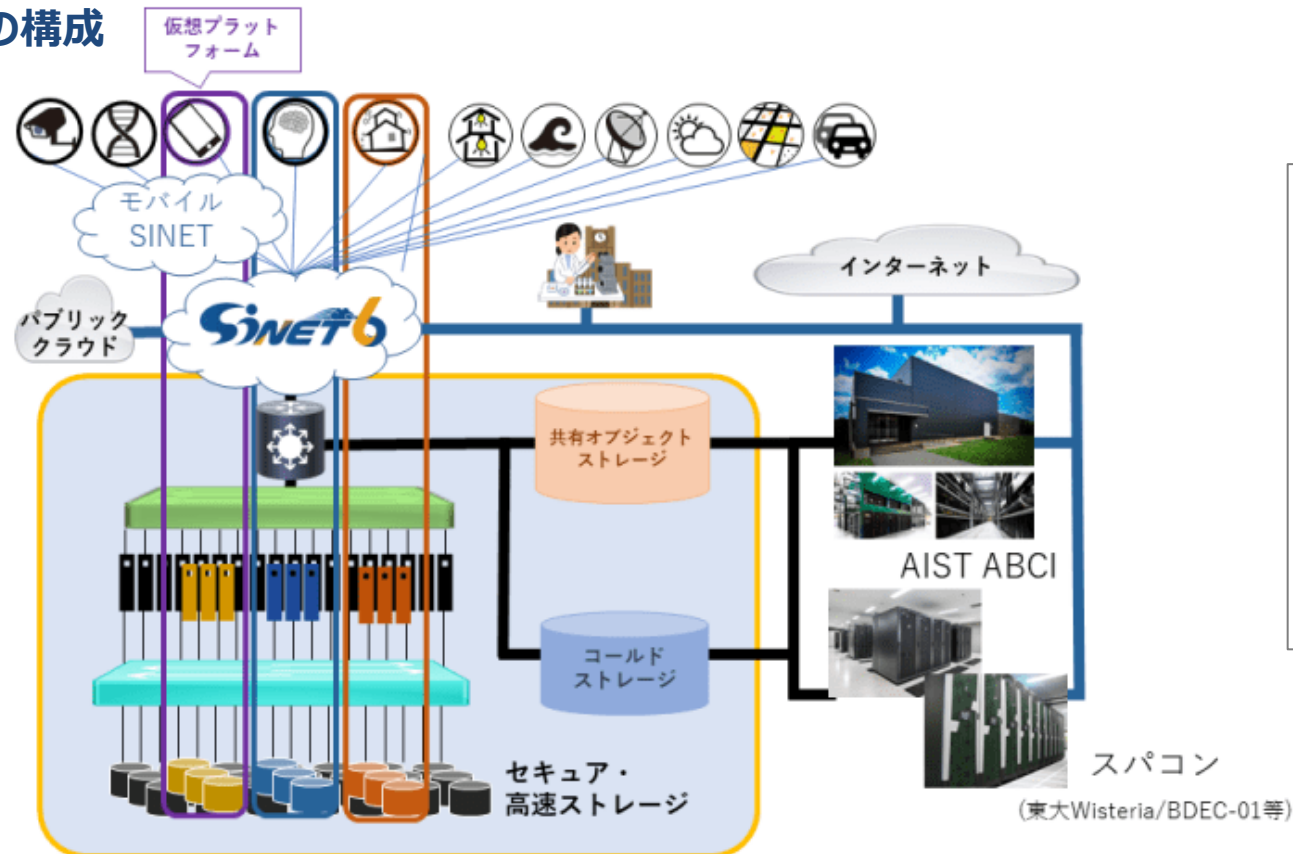 の構成
仮想プラット
フォーム
モバイル
SINET
パブリック
クラウド
SINET6
インターネット
共有オブジェクト
ストレージ
AIST ABCI
コールド
ストレージ
セキュア・
高速ストレージ
スパコン
(東大Wisteria/BDEC-01等)